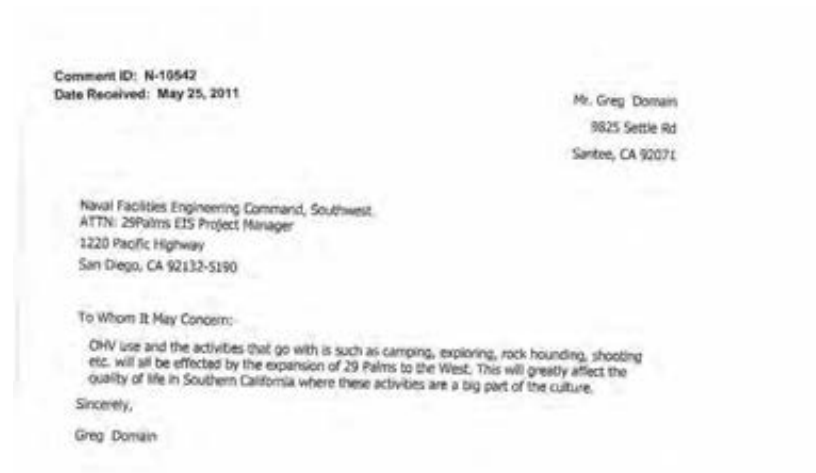 Comment ID: N-10542
Date Received: May 25, 2011
Mr. Greg Domain
9825 Settle Rd
Santee, CA 92071
Naval Facilities Engineering Command, Southwest
ATTN: 29Palms EIS Project Manager
1220 Pacific Highway
San Diego, CA 92132-5190
To Whom It May Concern:
OHV use and the activities that go with is such as camping, exploring, rock hounding, shooting
etc. will all be effected by the expansion of 29 Palms to the West. This will greatly affect the
quality of life in Southern California where these activities are a big part of the culture.
Sincerely,
Greg Domain